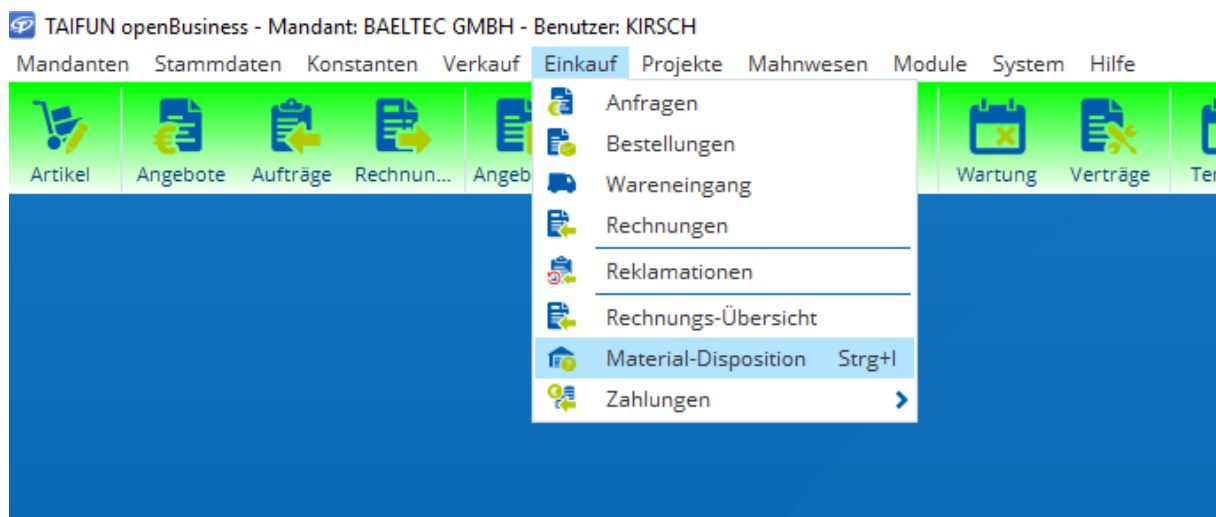 TAIFUN openBusiness - Mandant: BAELTEC GMBH - Benutzer: KIRSCH
Mandanten Stammdaten Konstanten Verkauf Einkauf Projekte Mahnwesen Module System Hilfe
Artikel Angebote Aufträge Rechnun... Angeb Wartung Verträge Ter
Anfragen
Bestellungen
Wareneingang
Rechnungen
Reklamationen
Rechnungs-Übersicht
Material-Disposition Strg+I
Zahlungen